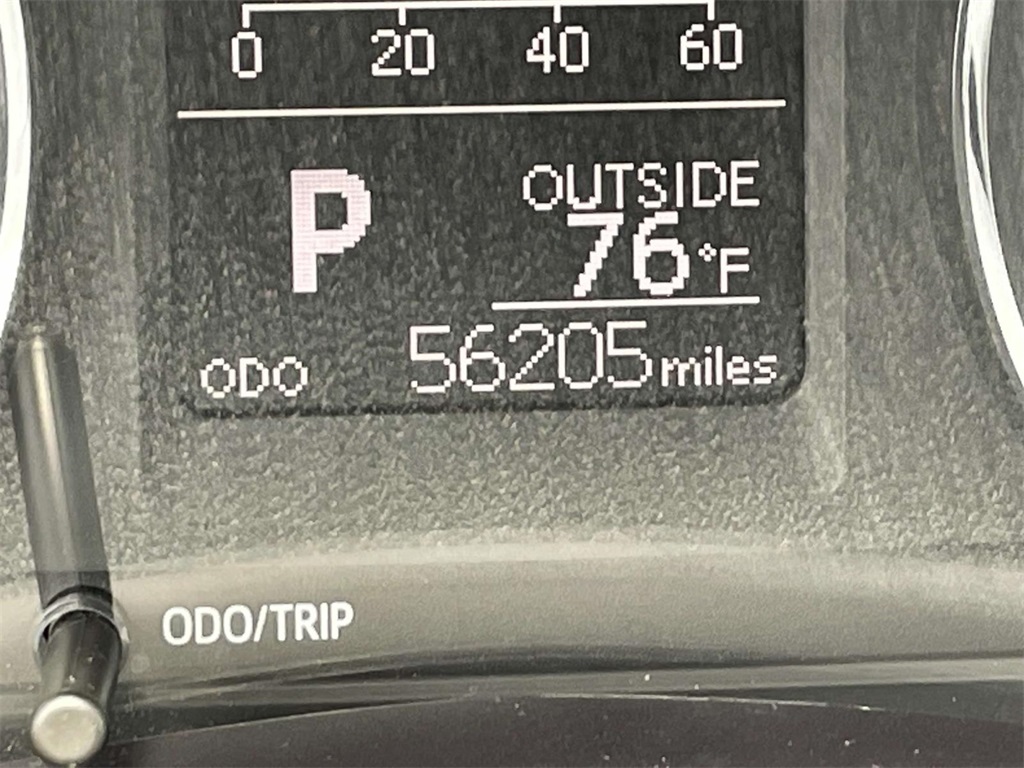 0 20 40 60
P
OUTSIDE
76°F
ODO 56205 miles
ODO/TRIP